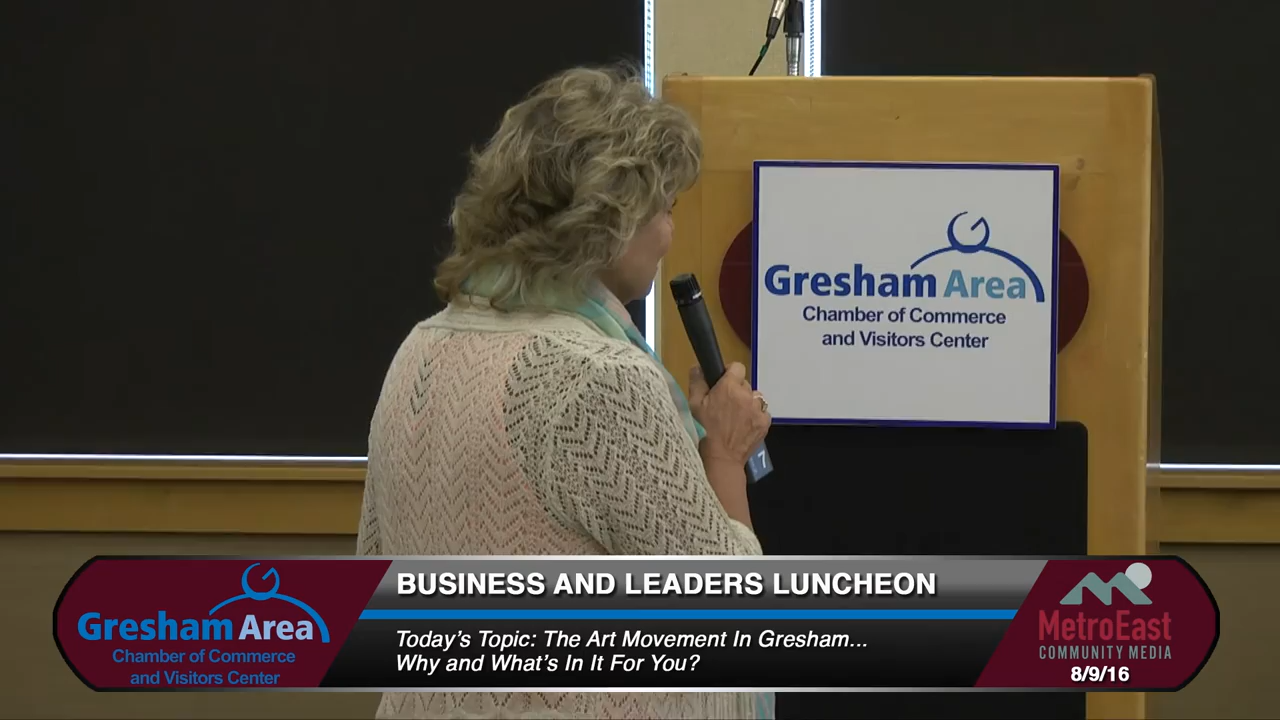 Gresham Area
Chamber of Commerce
and Visitors Center
7
BUSINESS AND LEADERS LUNCHEON
Today's Topic: The Art Movement In Gresham...
Why and What's In It For You?
Gresham Area
Chamber of Commerce
and Visitors Center
MetroEast
COMMUNITY MEDIA
8/9/16